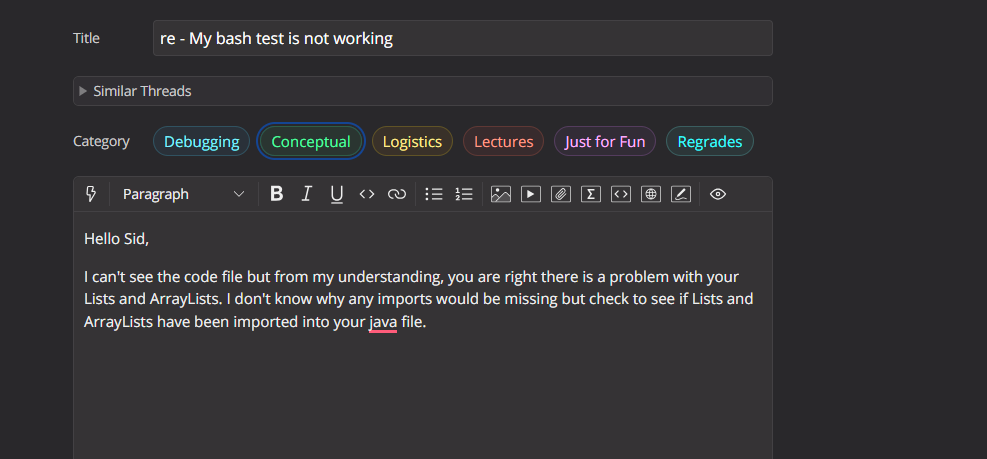 Title re - My bash test is not working
Similar Threads
Category Debugging Conceptual Logistics Lectures Just for Fun Regrades
Paragraph B I U
Hello Sid,
I can't see the code file but from my understanding, you are right there is a problem with your
Lists and ArrayLists. I don't know why any imports would be missing but check to see if Lists and
ArrayLists have been imported into your java file.